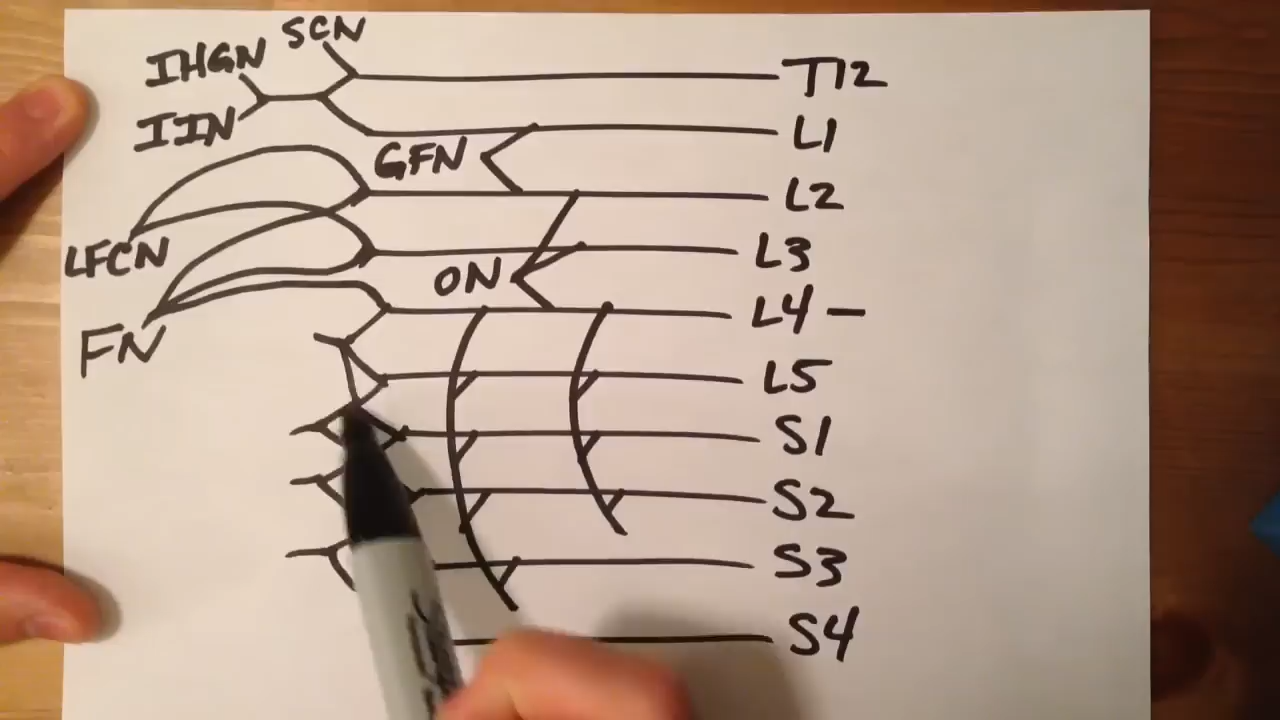 SCN
IHGN
T12
IIN
L1
GFN
L2
LFCN
L3
ON
L4 –
FN
L5
S1
S2
S3
S4